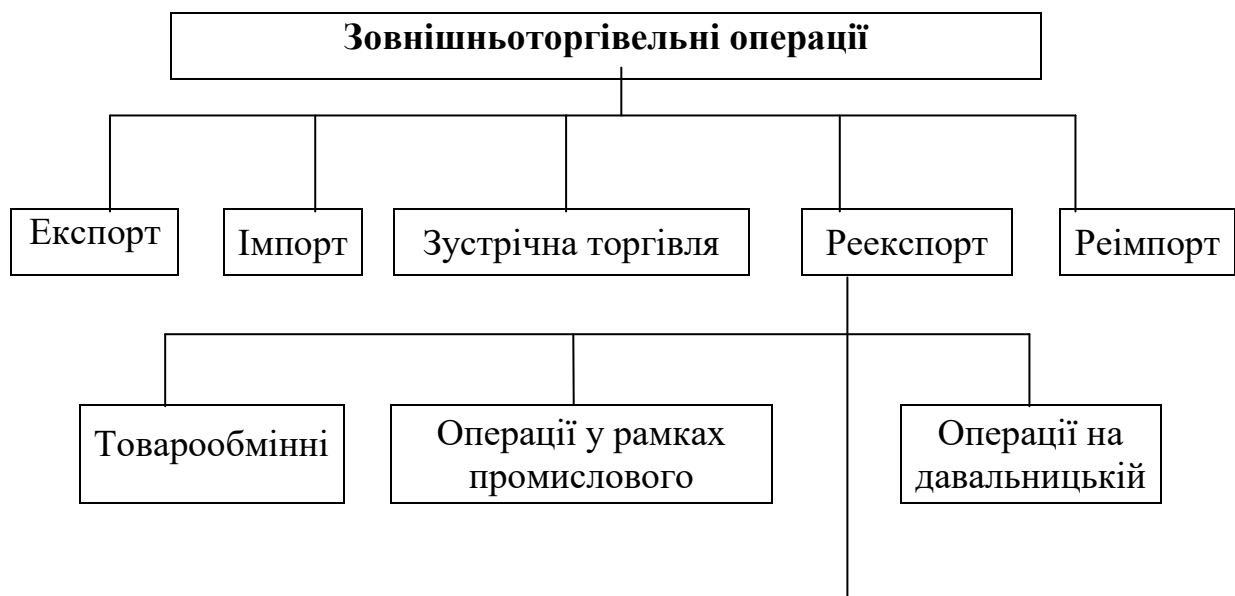 Зовнішньоторгівельні операції
Експорт
Імпорт
Зустрічна торгівля
Реекспорт
Реімпорт
Товарообмінні
Операції у рамках
промислового
Операції на
давальницькій